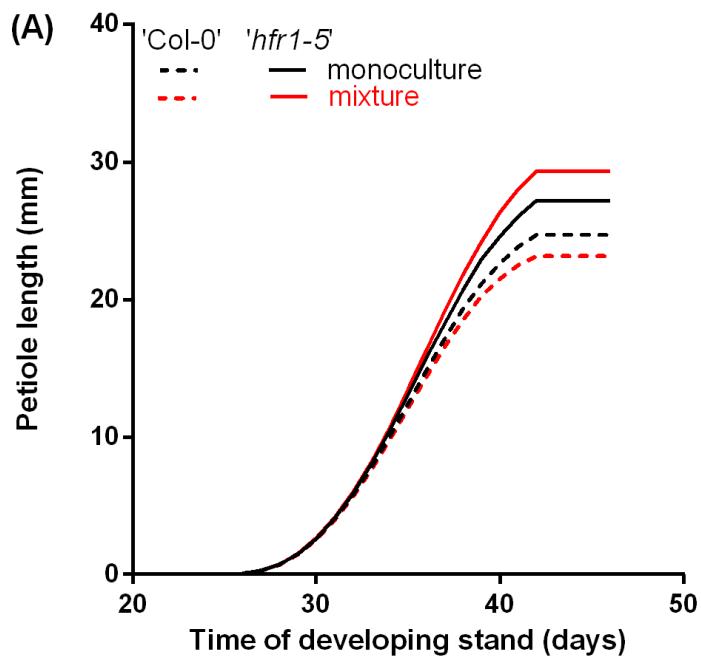 (A)
'Col-0' 'hfr1-5'
monoculture
mixture
40
30
20
10
0
20 30 40 50
Petiole length (mm)
Time of developing stand (days)